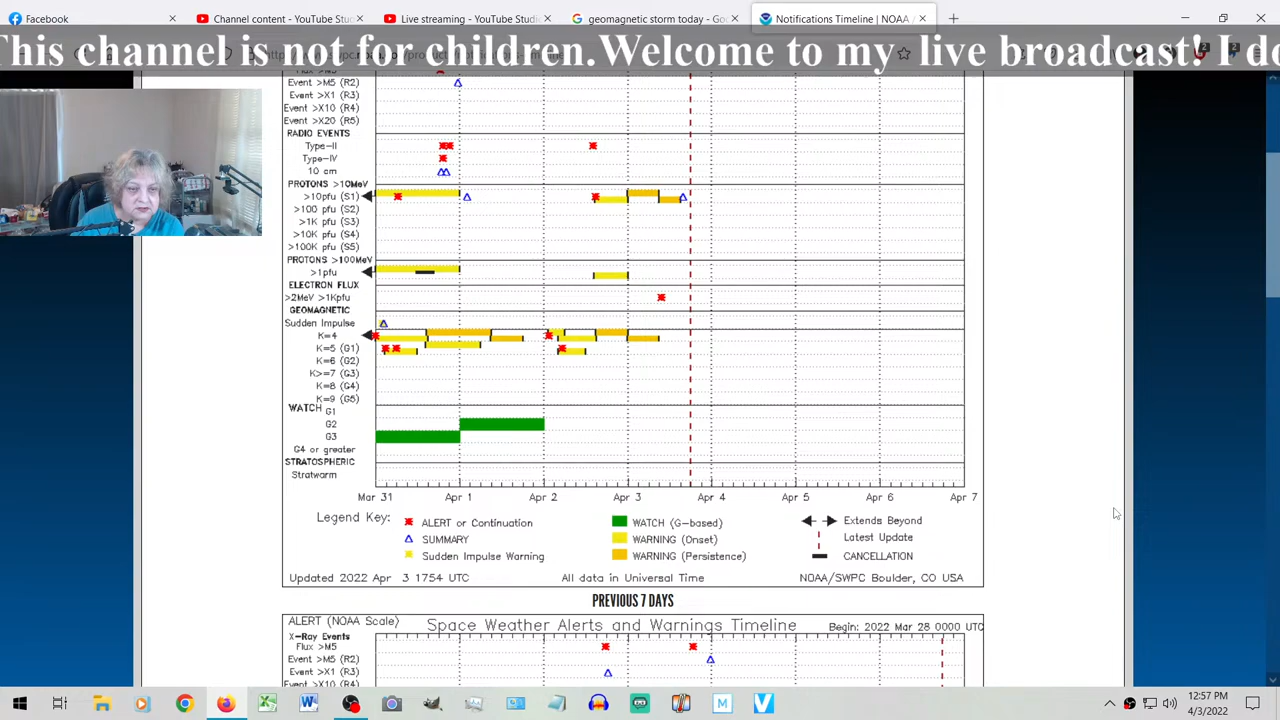 Facebook
Channel content - YouTube Studio
Live streaming - YouTube Studio
geomagnetic storm today - Goo
Notifications Timeline | NOAA /
This channel is not for children.Welcome to my live broadcast! I do
Event >M5 (R2)
Event >X1 (R3)
Event >X10 (R4)
Event >X20 (R5)
RADIO EVENTS
Type-II
Type-IV
10 cm
PROTONS >10MeV
>10pfu (S1)
>100 pfu (S2)
>1K pfu (S3)
>10K pfu (S4)
>100K pfu (S5)
PROTONS >100MeV
>1pfu
ELECTRON FLUX
>2MeV >1Kpfu
GEOMAGNETIC
Sudden Impulse
K=4
K=5 (G1)
K=6 (G2)
K>=7 (G3)
K=8 (G4)
K=9 (G5)
WATCH
G1
G2
G3
G4 or greater
STRATOSPHERIC
Stratwarm
Mar 31 Apr 1 Apr 2 Apr 3 Apr 4 Apr 5 Apr 6 Apr 7
Legend Key:
ALERT or Continuation
SUMMARY
Sudden Impulse Warning
WATCH (G-based)
WARNING (Onset)
WARNING (Persistence)
Extends Beyond
Latest Update
CANCELLATION
Updated 2022 Apr 3 1754 UTC
All data in Universal Time
NOAA/SWPC Boulder, CO USA
PREVIOUS 7 DAYS
ALERT (NOAA Scale)
Space Weather Alerts and Warnings Timeline
Begin: 2022 Mar 28 0000 UTC
X-Ray Events
Flux >M5
Event >M5 (R2)
Event >X1 (R3)
12:57 PM
4/3/2022